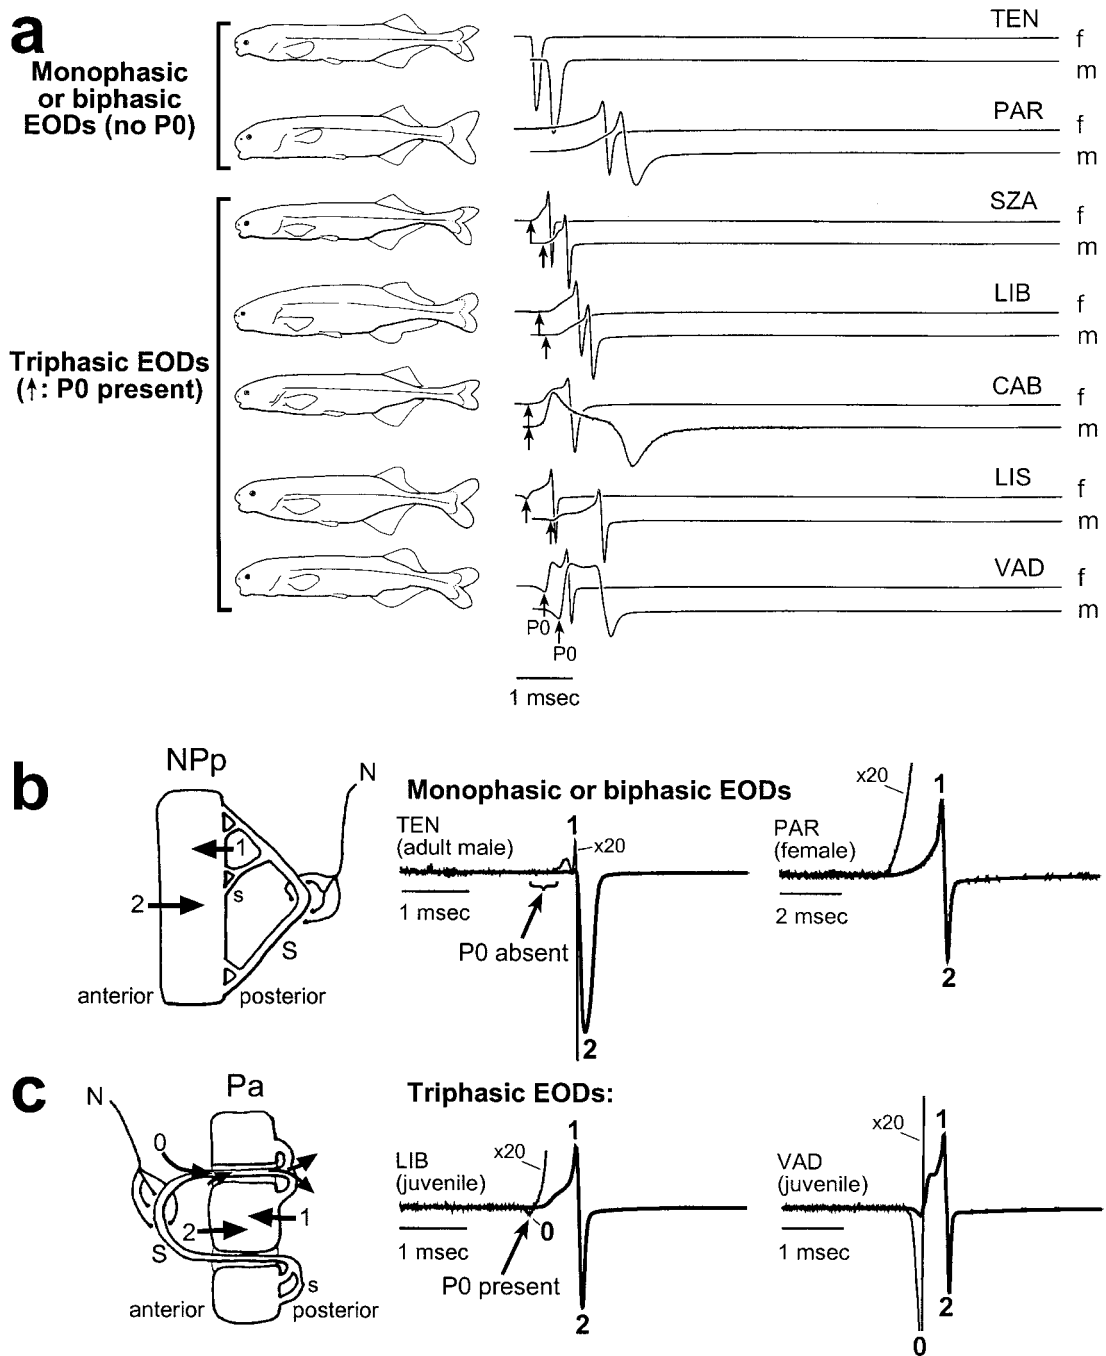 a
Monophasic
or biphasic
EODs (no P0)
TEN
f
m
PAR
f
m
Triphasic EODs
(↑: P0 present)
SZA
f
m
LIB
f
m
CAB
f
m
LIS
f
m
VAD
f
m
P0
P0
1 msec
b
NPp
N
1
2
s
S
anterior
posterior
Monophasic or biphasic EODs
TEN
(adult male)
1
x20
1 msec
P0 absent
2
PAR
(female)
x20
1
2 msec
2
c
Pa
N
0
1
2
S
s
anterior
posterior
Triphasic EODs:
LIB
(juvenile)
x20
1
1 msec
0
P0 present
2
VAD
(juvenile)
x20
1
1 msec
2
0